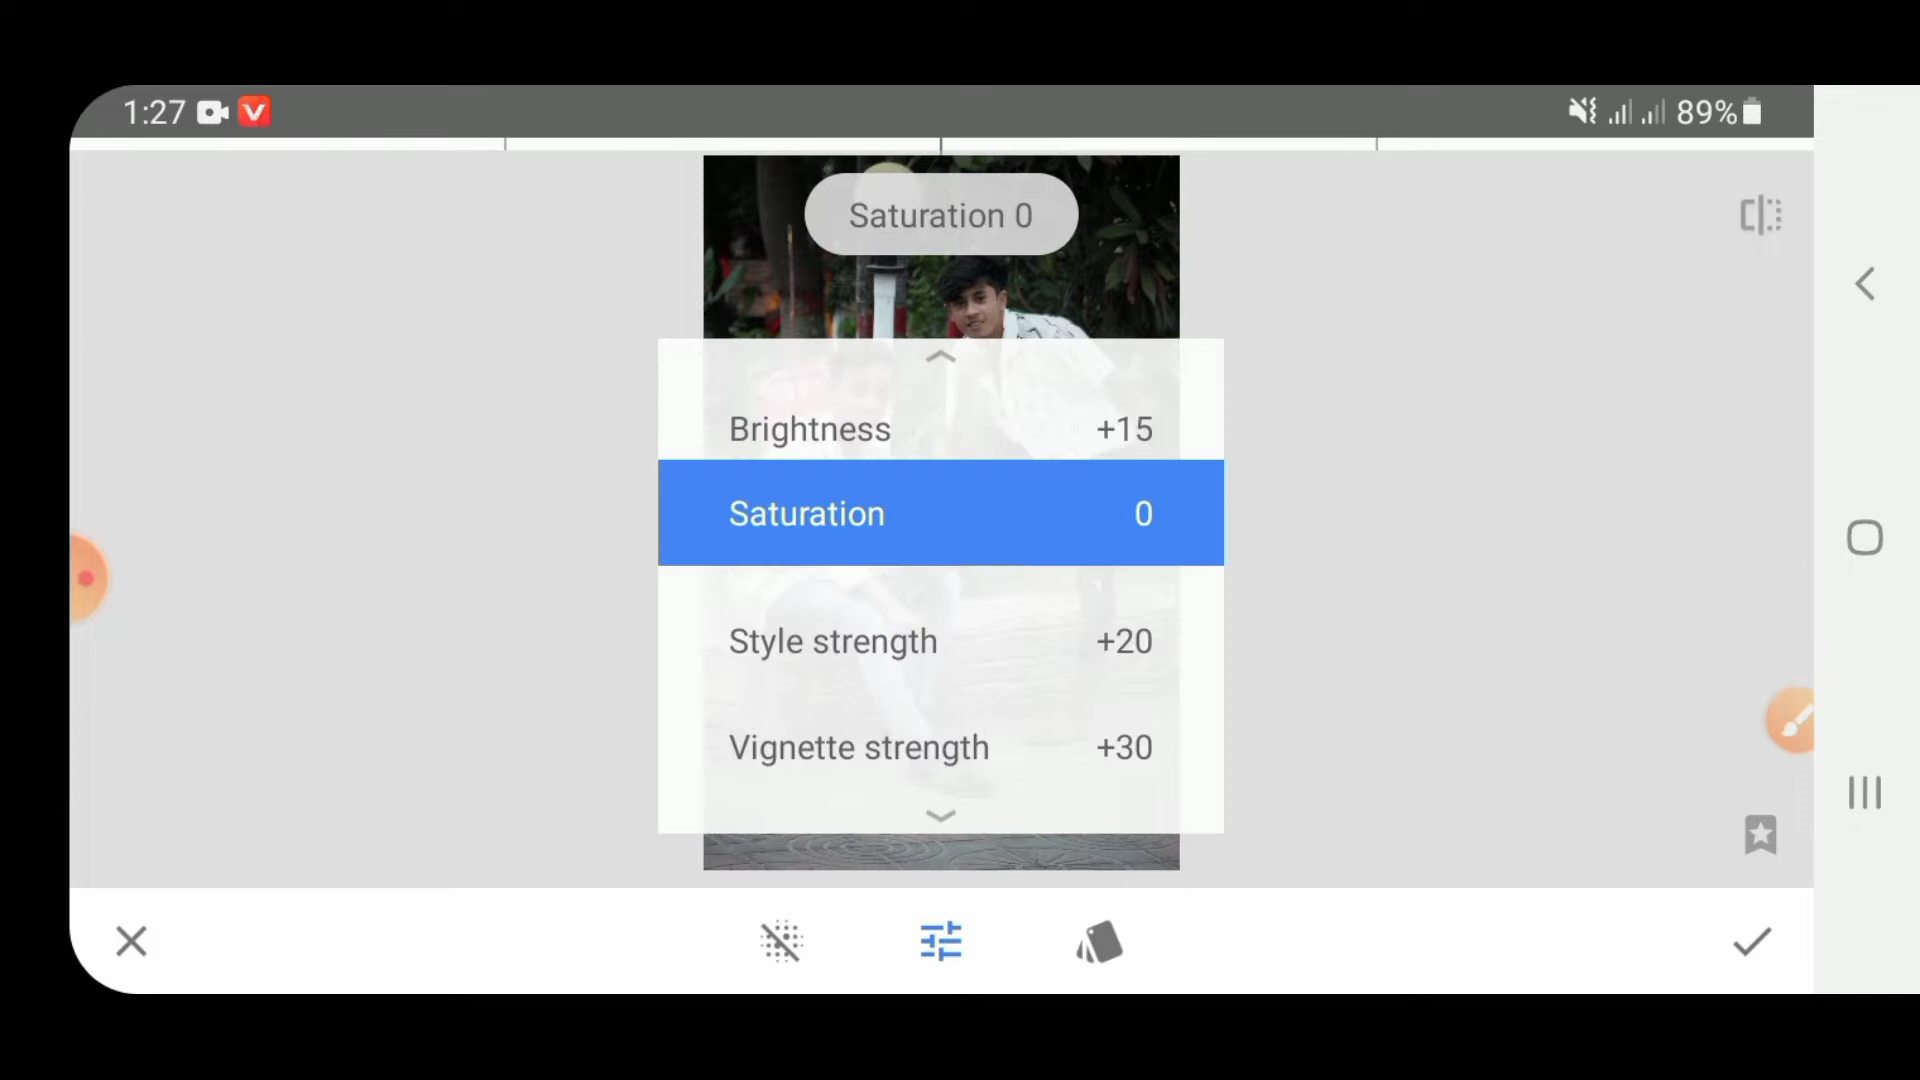 1:27
89%
Saturation 0
Brightness +15
Saturation 0
Style strength +20
Vignette strength +30